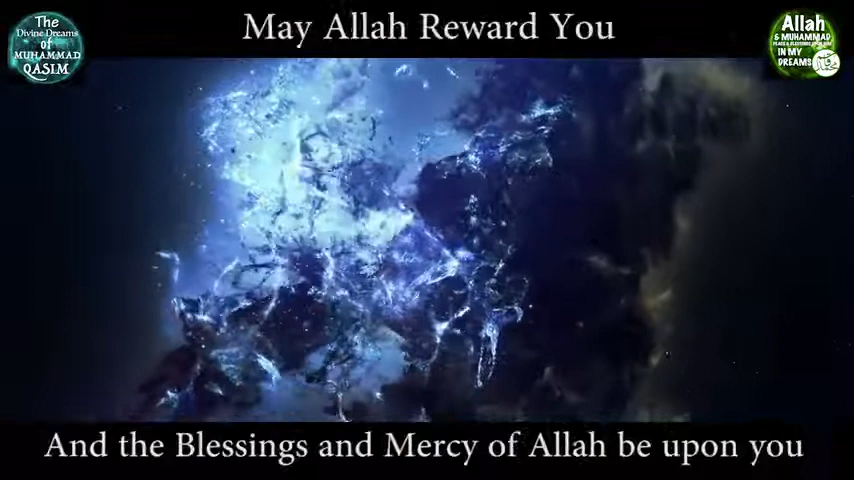 May Allah Reward You
The
Divine Dreams
of
MUHAMMAD
QASIM
Allah
& MUHAMMAD
IN MY
DREAMS
And the Blessings and Mercy of Allah be upon you